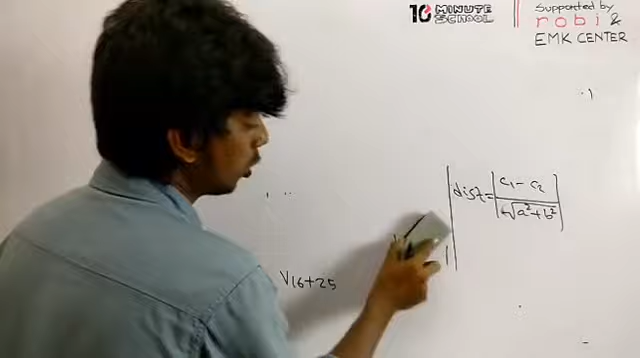 10 MINUTE SCHOOL
Supported by
robi &
EMK CENTER
dist = | c₁ - c₂ / √a² + b² |
√16+25